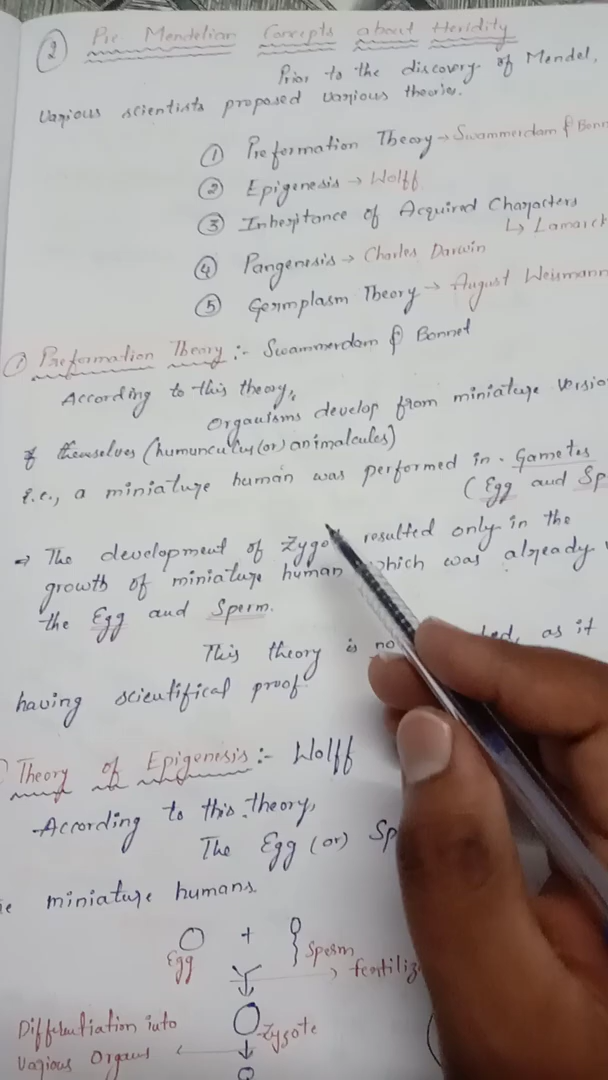 ② Pre Mendelian Concepts about Heridity
Prior to the discovery of Mendel,
Various scientists proposed various theories.
① Preformation Theory → Swammerdam & Bonn
② Epigenesis → Wolff
③ Inheritance of Acquired Characters
↳ Lamarck
④ Pangenesis → Charles Darwin
⑤ Germplasm Theory → August Weismann
① Preformation Theory :- Swammerdam & Bonnet
According to this theory,
Organisms develop from miniature versio
of themselves (humunculus (or) animalcules)
i.e., a miniature human was performed in Gametes
(Egg and Sp
⇒ The development of Zygo resulted only in the
growth of miniature human which was already
the Egg and Sperm.
This theory is no ted, as it
having scientifical proof
Theory of Epigenesis :- Wolff
According to this theory,
The Egg (or) Sp
miniature humans.
Egg + Sperm
→ fertiliz
Differentiation into
Various Organs
Zygote